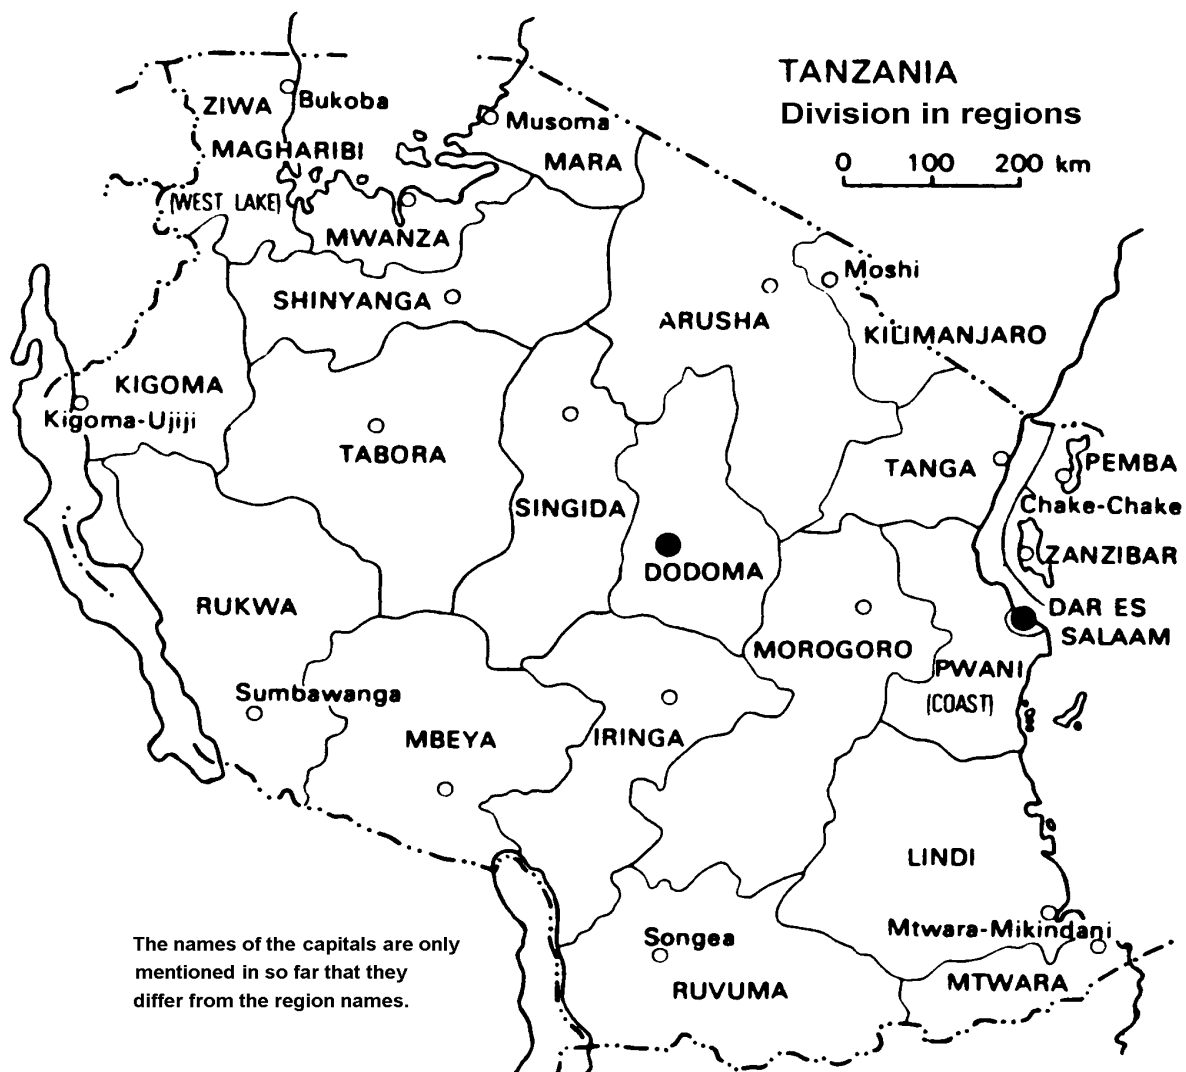 TANZANIA
Division in regions
0 100 200 km
ZIWA
Bukoba
MAGHARIBI
(WEST LAKE)
Musoma
MARA
MWANZA
SHINYANGA
Moshi
ARUSHA
KILIMANJARO
KIGOMA
Kigoma-Ujiji
TABORA
SINGIDA
TANGA
PEMBA
Chake-Chake
ZANZIBAR
DODOMA
DAR ES
SALAAM
RUKWA
MOROGORO
PWANI
(COAST)
Sumbawanga
MBEYA
IRINGA
LINDI
Mtwara-Mikindani
Songea
MTWARA
RUVUMA
The names of the capitals are only
mentioned in so far that they
differ from the region names.